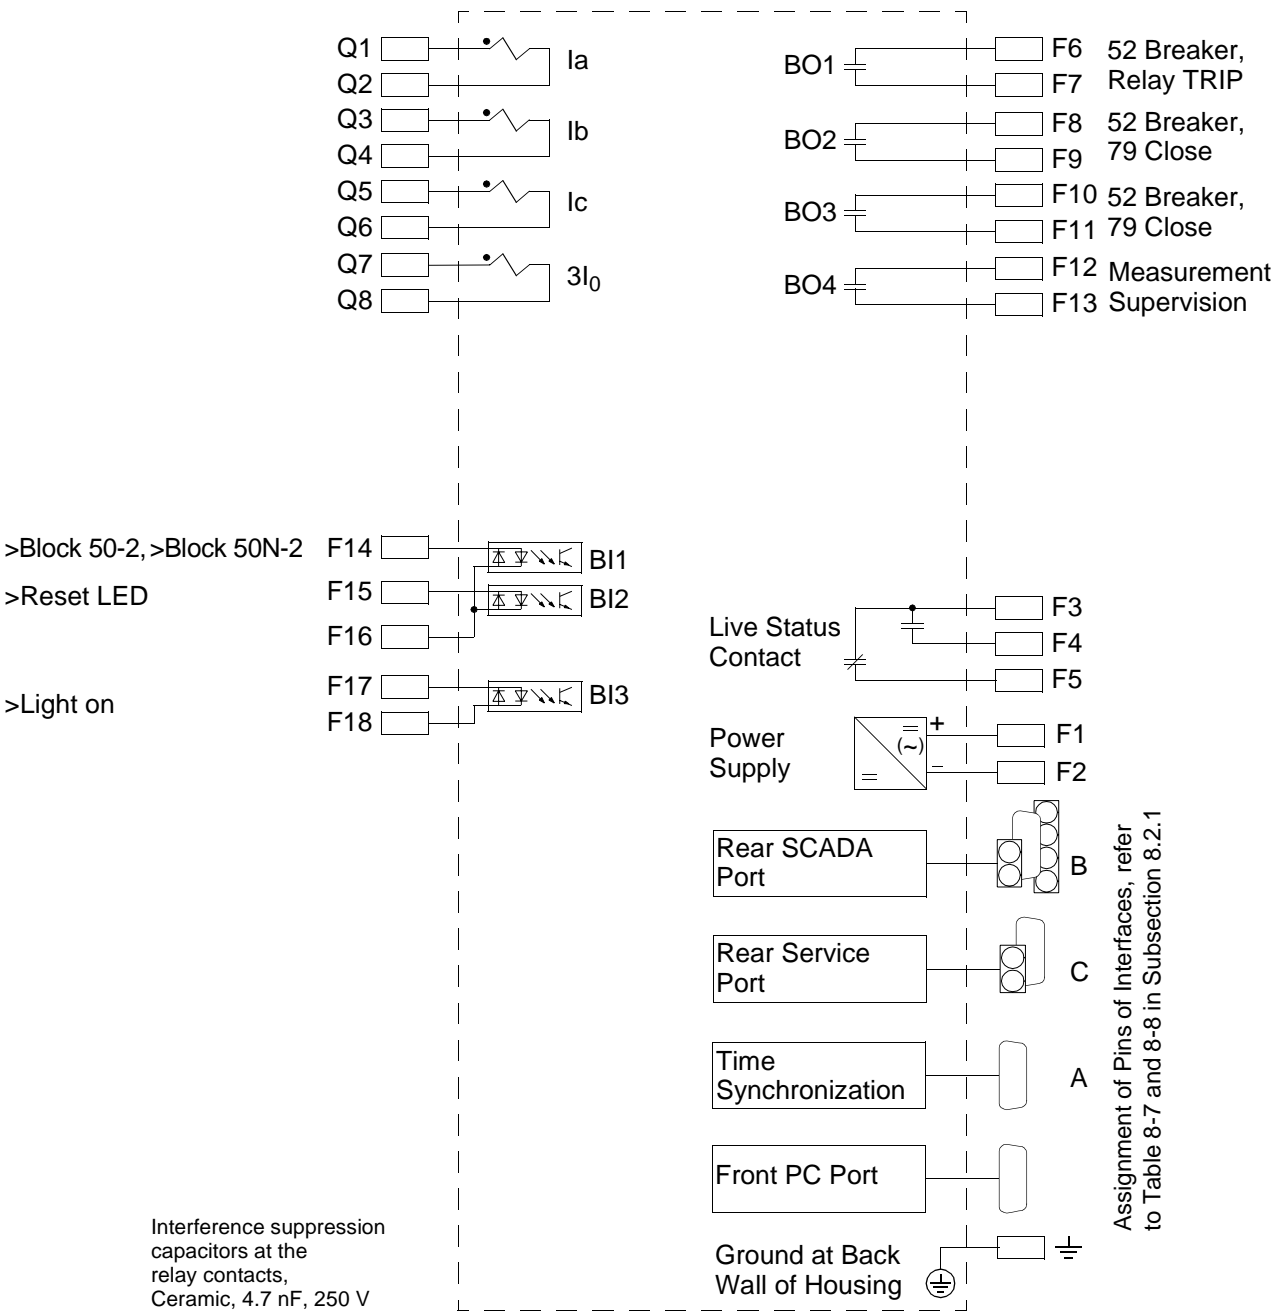 Q1
Q2
Ia
Q3
Q4
Ib
Q5
Q6
Ic
Q7
Q8
3I0
BO1
F6
F7
52 Breaker,
Relay TRIP
BO2
F8
F9
52 Breaker,
79 Close
BO3
F10
F11
52 Breaker,
79 Close
BO4
F12
F13
Measurement
Supervision
>Block 50-2, >Block 50N-2 F14
BI1
>Reset LED F15
BI2
F16
>Light on
F17
F18
BI3
Live Status
Contact
F3
F4
F5
Power
Supply
(~)
+
−
F1
F2
Rear SCADA
Port
B
Rear Service
Port
C
Time
Synchronization
A
Front PC Port
Ground at Back
Wall of Housing
Assignment of Pins of Interfaces, refer
to Table 8-7 and 8-8 in Subsection 8.2.1
Interference suppression
capacitors at the
relay contacts,
Ceramic, 4.7 nF, 250 V